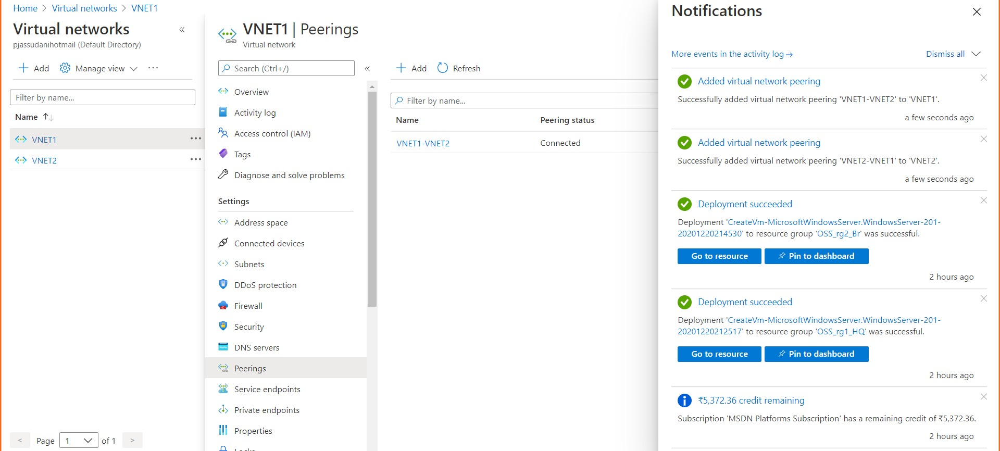 Home > Virtual networks > VNET1
Virtual networks «
pjassudanihotmail (Default Directory)
+ Add Manage view ···
Filter by name...
Name ↑↓
VNET1 ···
VNET2 ···
< Page 1 of 1 >
VNET1 | Peerings
Virtual network
Search (Ctrl+/) «
Overview
Activity log
Access control (IAM)
Tags
Diagnose and solve problems
Settings
Address space
Connected devices
Subnets
DDoS protection
Firewall
Security
DNS servers
Peerings
Service endpoints
Private endpoints
Properties
Locks
+ Add Refresh
Filter by name...
Name Peering status
VNET1-VNET2 Connected
Notifications
More events in the activity log → Dismiss all
Added virtual network peering
Successfully added virtual network peering 'VNET1-VNET2' to 'VNET1'.
a few seconds ago
Added virtual network peering
Successfully added virtual network peering 'VNET2-VNET1' to 'VNET2'.
a few seconds ago
Deployment succeeded
Deployment 'CreateVm-MicrosoftWindowsServer.WindowsServer-201-
20201220214530' to resource group 'OSS_rg2_Br' was successful.
Go to resource Pin to dashboard
2 hours ago
Deployment succeeded
Deployment 'CreateVm-MicrosoftWindowsServer.WindowsServer-201-
20201220212517' to resource group 'OSS_rg1_HQ' was successful.
Go to resource Pin to dashboard
2 hours ago
₹5,372.36 credit remaining
Subscription 'MSDN Platforms Subscription' has a remaining credit of ₹5,372.36.
2 hours ago